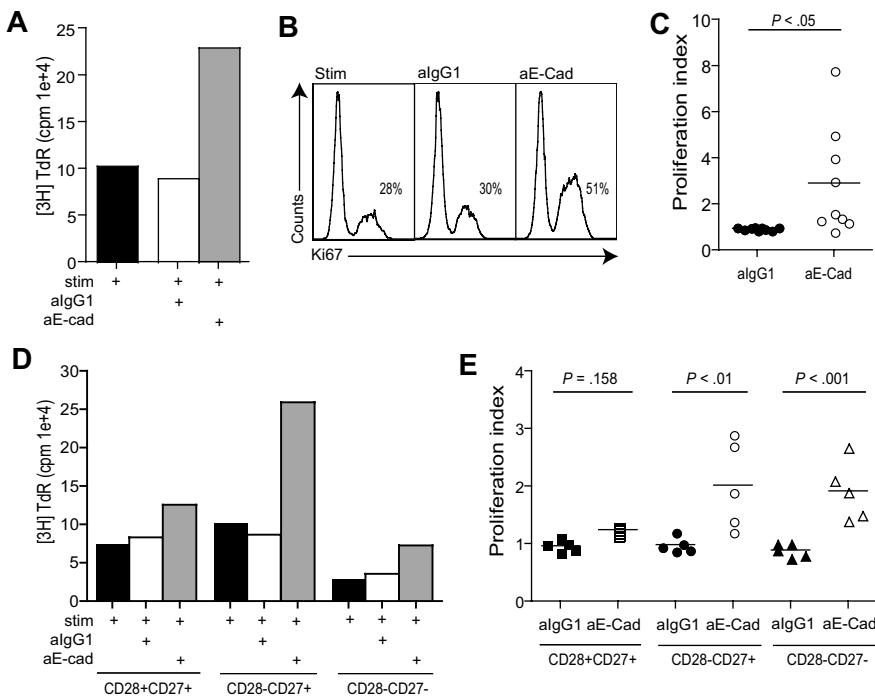 A
[3H] TdR (cpm 1e+4)
25
20
15
10
5
0
stim + + +
aIgG1 +
aE-cad +
B
Stim aIgG1 aE-Cad
28% 30% 51%
Counts
Ki67
C
P < .05
Proliferation index
10
8
6
4
2
0
aIgG1 aE-Cad
D
[3H] TdR (cpm 1e+4)
30
25
20
15
10
5
0
stim + + + + + + + + +
aIgG1 + + +
aE-cad + + +
CD28+CD27+ CD28-CD27+ CD28-CD27-
E
P = .158 P < .01 P < .001
Proliferation index
4
3
2
1
0
aIgG1 aE-Cad aIgG1 aE-Cad aIgG1 aE-Cad
CD28+CD27+ CD28-CD27+ CD28-CD27-